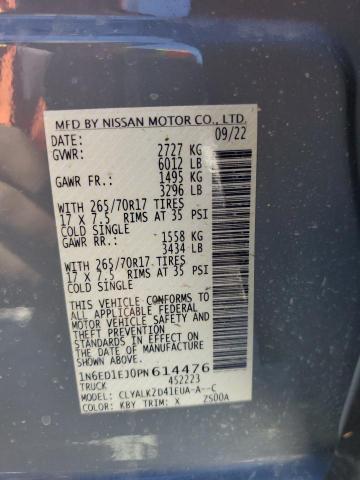 MFD BY NISSAN MOTOR CO., LTD.
DATE: 09/22
GVWR: 2727 KG
6012 LB
GAWR FR.: 1495 KG
3296 LB
WITH 265/70R17 TIRES
17 X 7.5 RIMS AT 35 PSI
COLD SINGLE
GAWR RR.: 1558 KG
3434 LB
WITH 265/70R17 TIRES
17 X 7.5 RIMS AT 35 PSI
COLD SINGLE
THIS VEHICLE CONFORMS TO
ALL APPLICABLE FEDERAL
MOTOR VEHICLE SAFETY AND
THEFT PREVENTION
STANDARDS IN EFFECT ON
THE DATE OF MANUFACTURE
SHOWN ABOVE.
1N6ED1EJ0PN614476
TRUCK 452223
MODEL: CLYALK2D41EUA-A--C
COLOR: KBY TRIM: X ZS00A